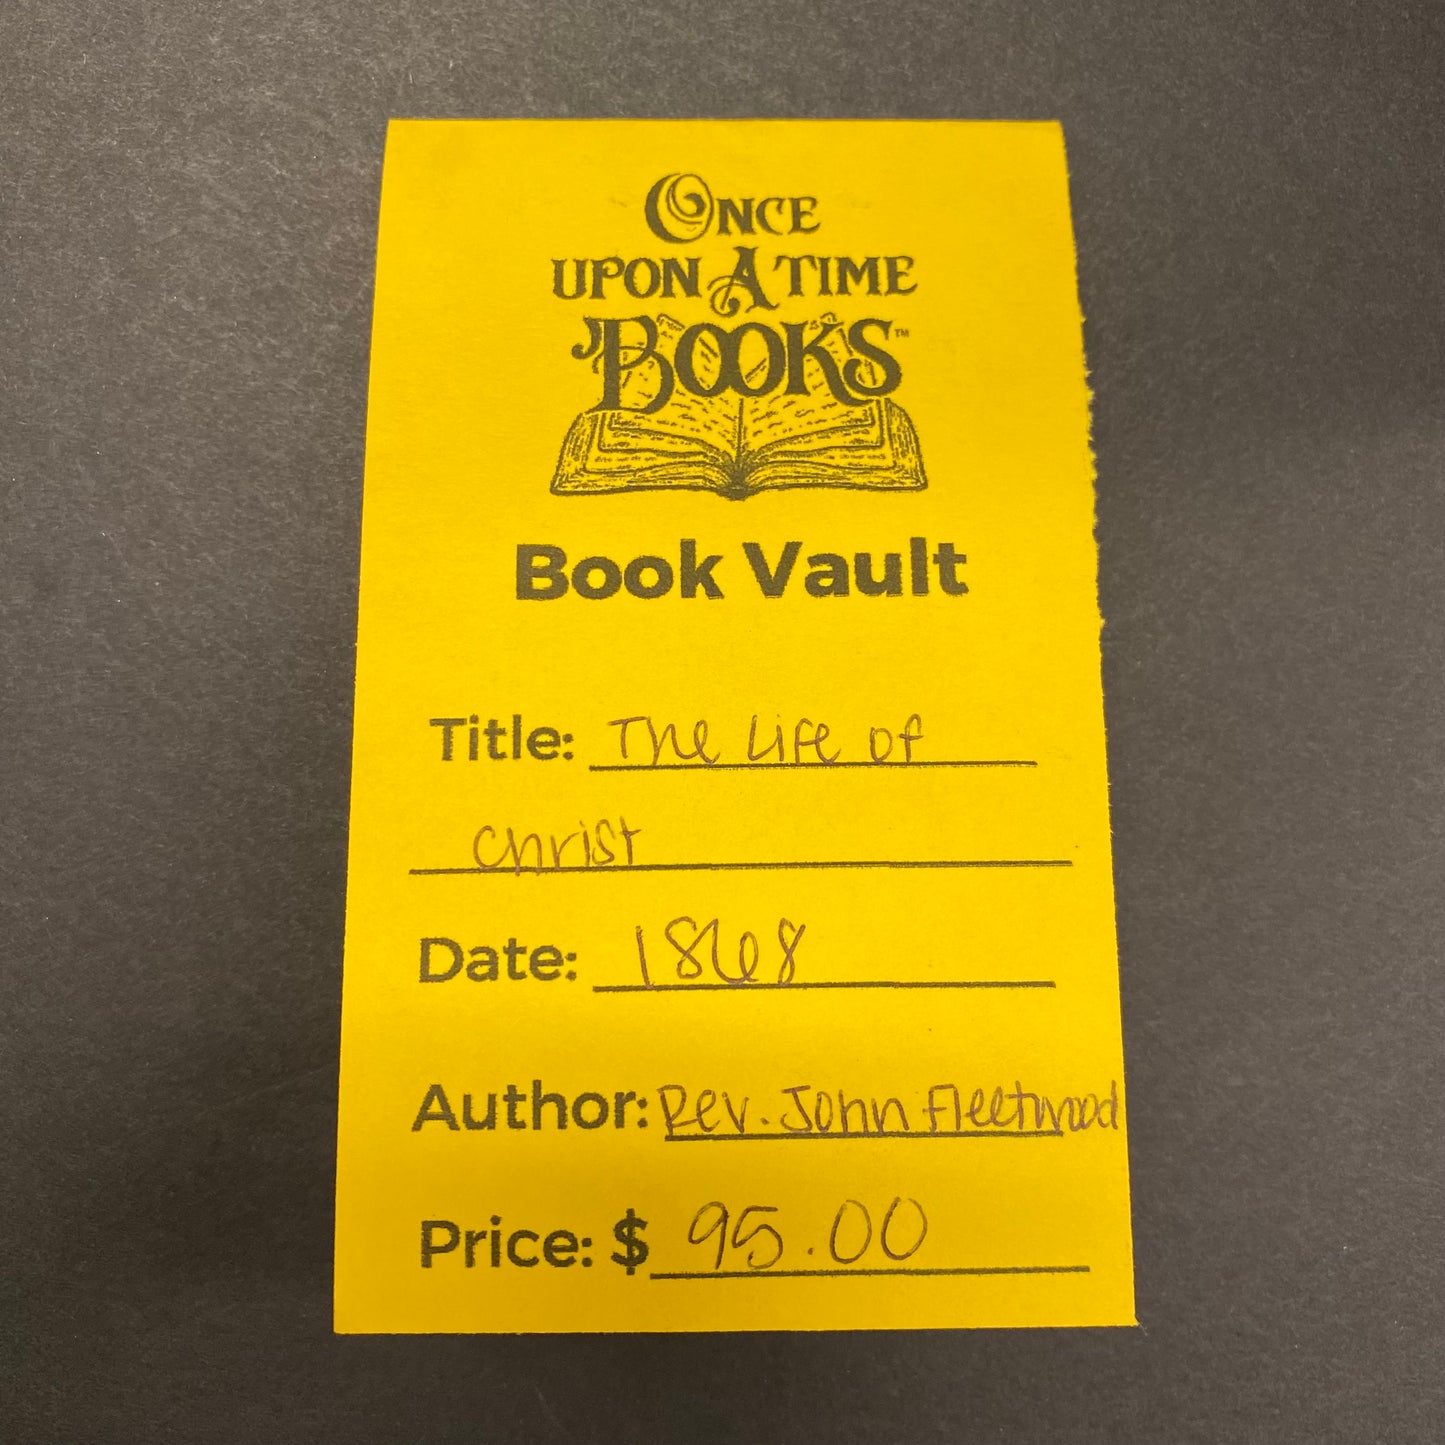 ONCE
UPON A TIME
BOOKS™
Book Vault
Title: The Life of
Christ
Date: 1868
Author: Rev. John Fleetwood
Price: $ 95.00